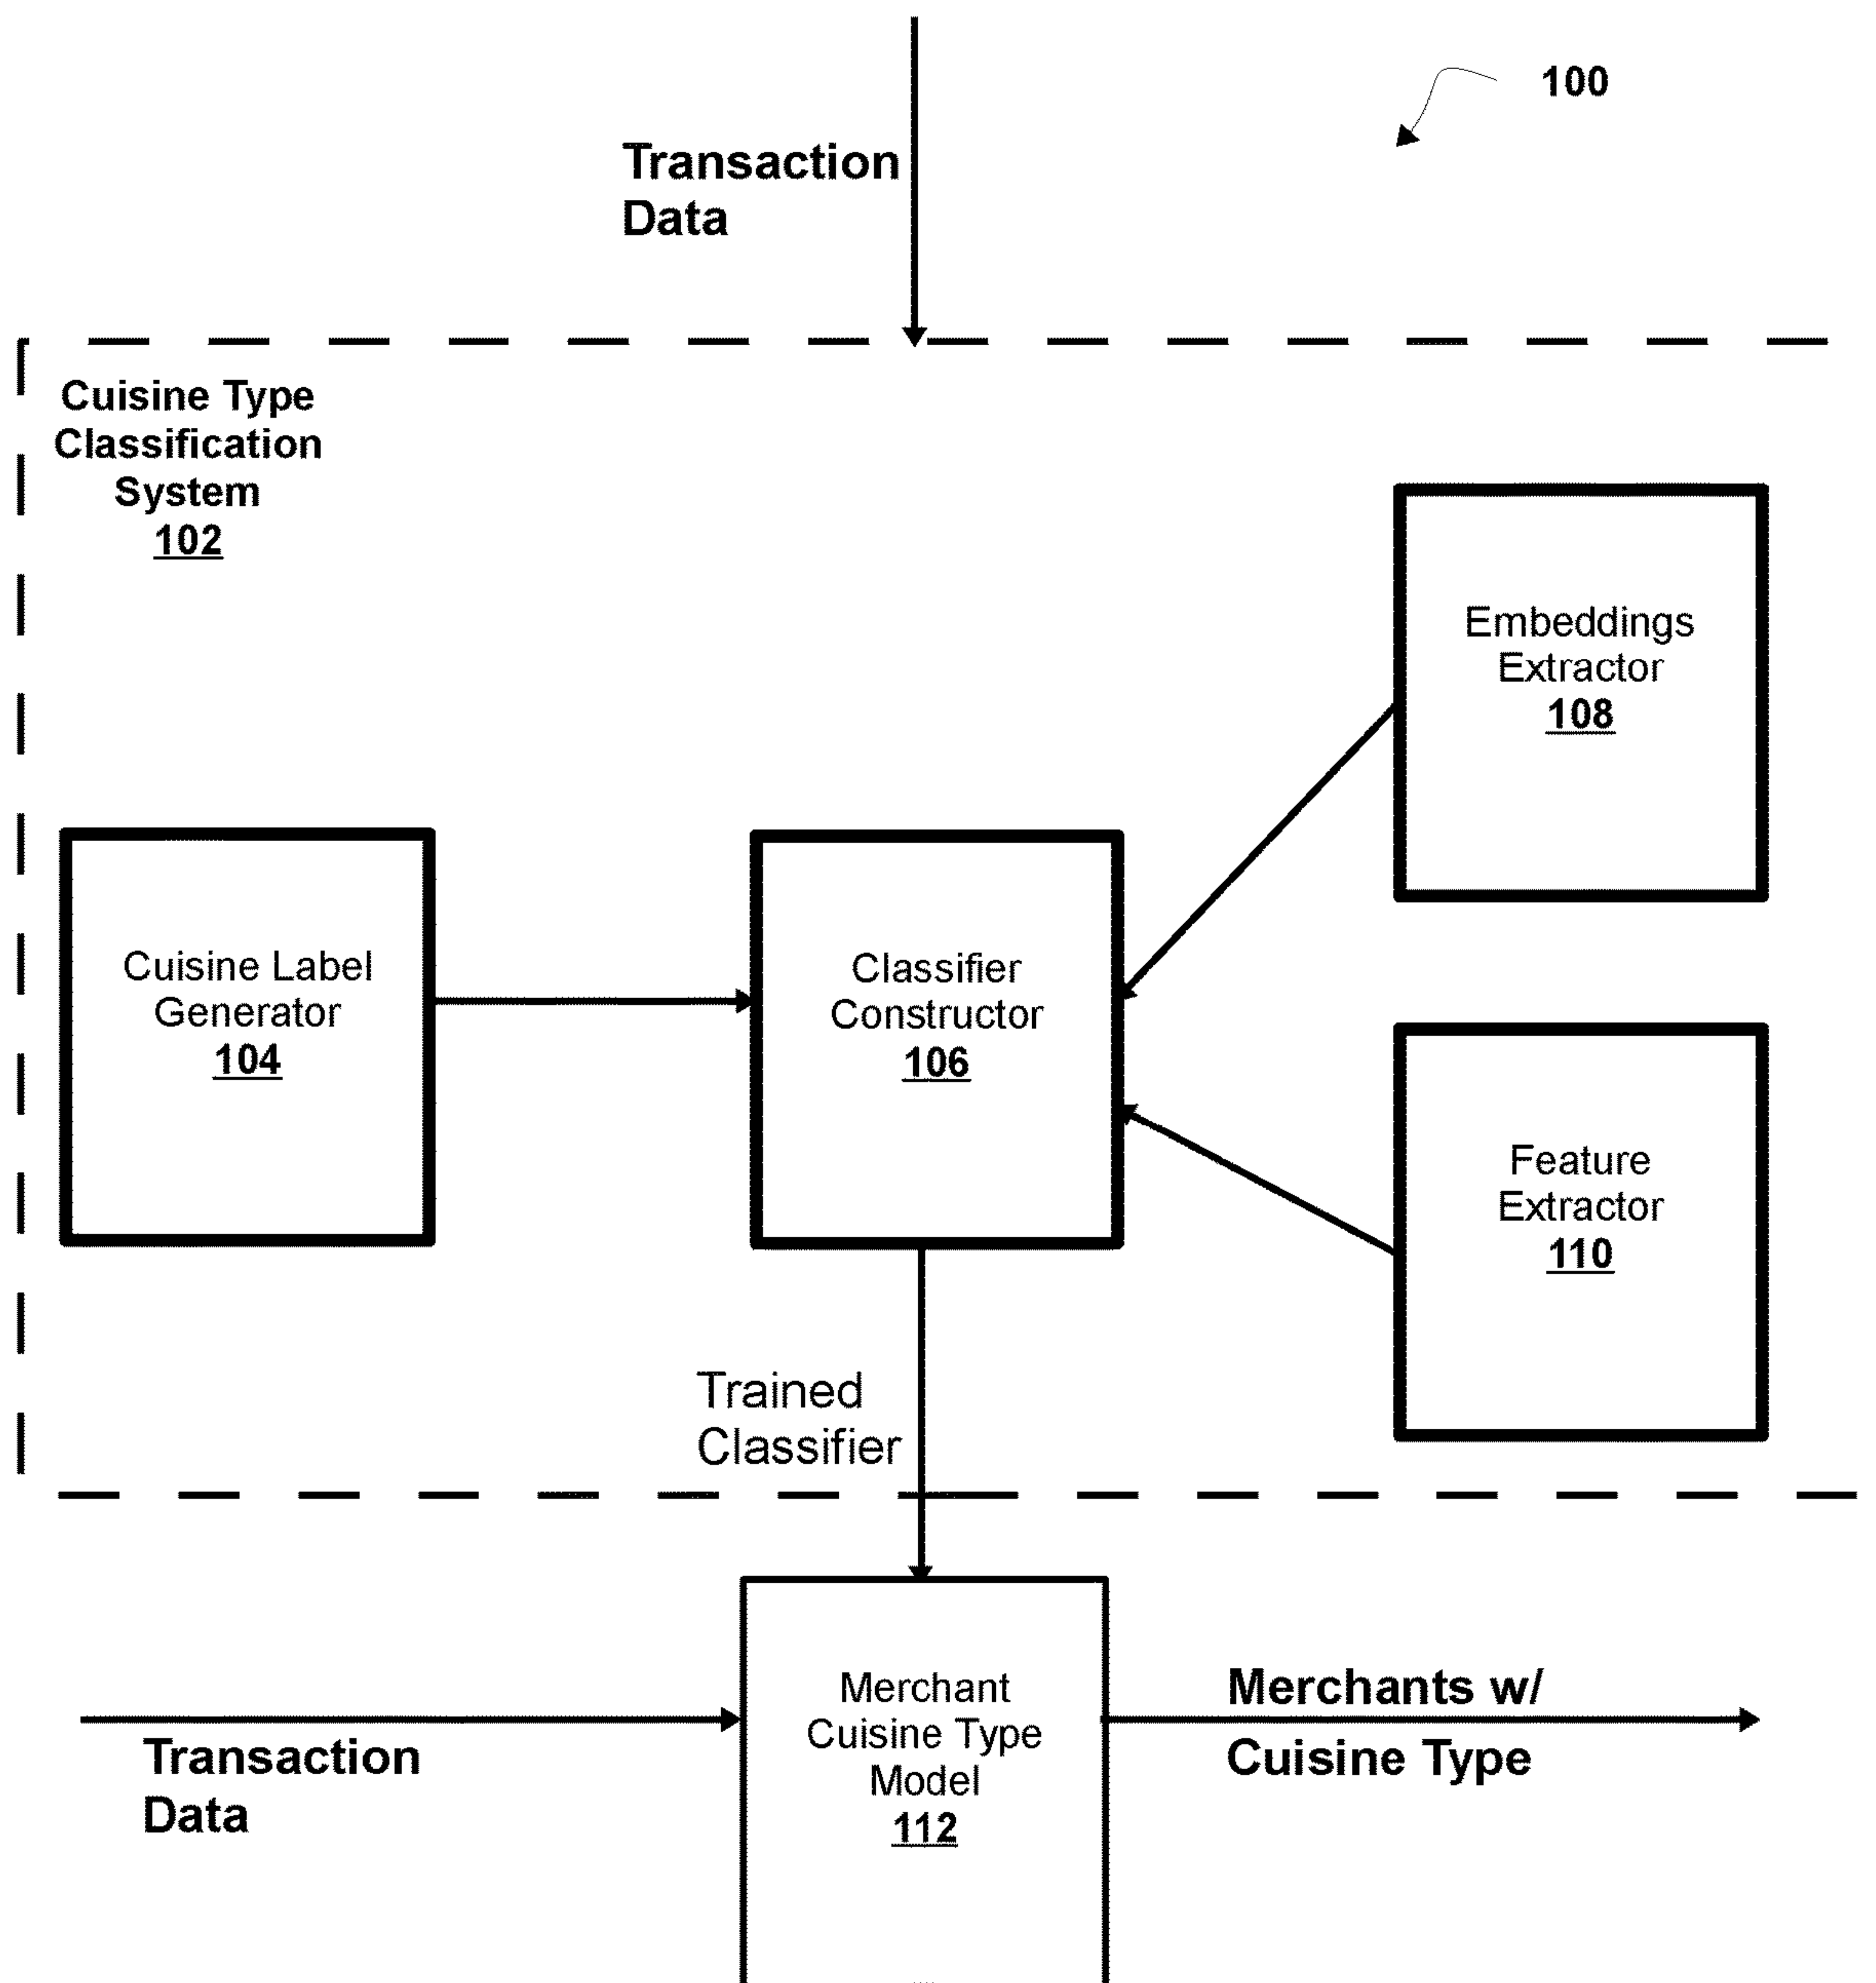 100
Transaction
Data
Cuisine Type
Classification
System
102
Embeddings
Extractor
108
Cuisine Label
Generator
104
Classifier
Constructor
106
Feature
Extractor
110
Trained
Classifier
Merchant
Cuisine Type
Model
112
Transaction
Data
Merchants w/
Cuisine Type